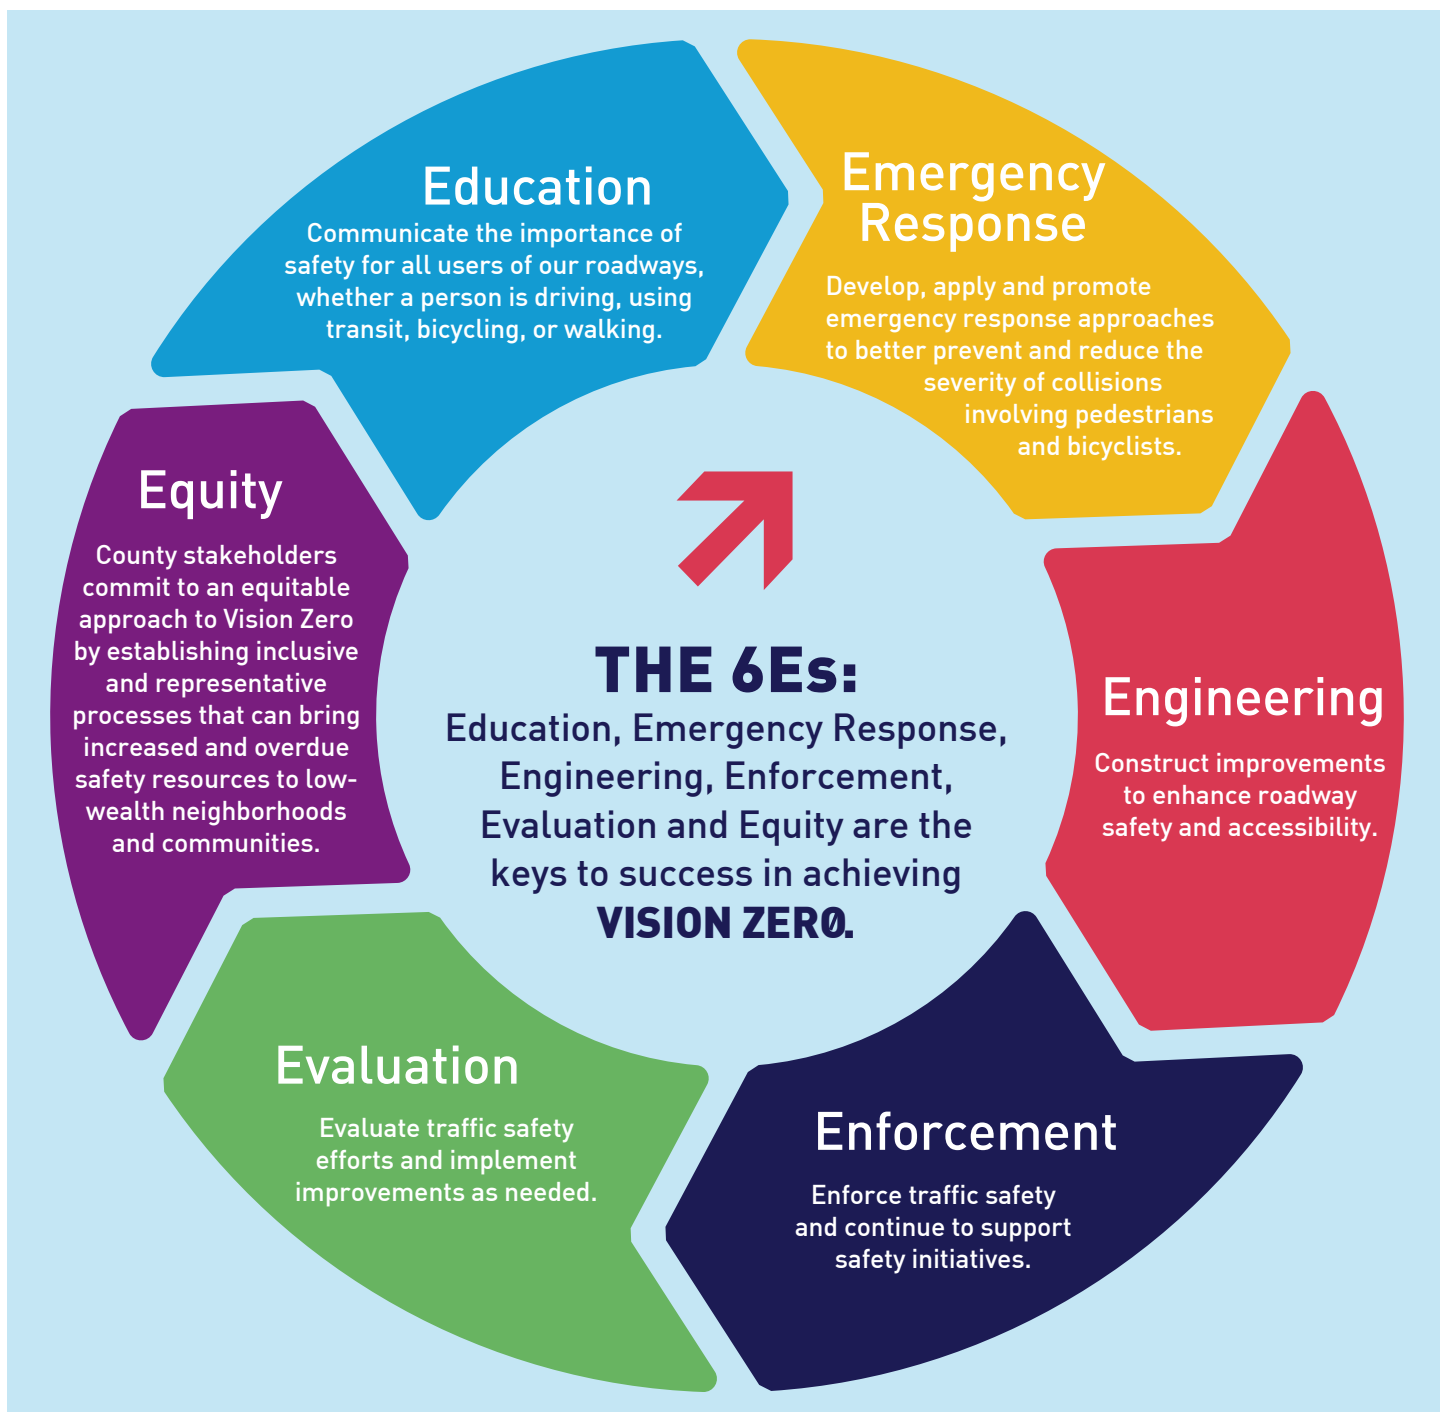 Education
Communicate the importance of
safety for all users of our roadways,
whether a person is driving, using
transit, bicycling, or walking.
Emergency
Response
Develop, apply and promote
emergency response approaches
to better prevent and reduce the
severity of collisions
involving pedestrians
and bicyclists.
Engineering
Construct improvements
to enhance roadway
safety and accessibility.
Enforcement
Enforce traffic safety
and continue to support
safety initiatives.
Evaluation
Evaluate traffic safety
efforts and implement
improvements as needed.
Equity
County stakeholders
commit to an equitable
approach to Vision Zero
by establishing inclusive
and representative
processes that can bring
increased and overdue
safety resources to low-
wealth neighborhoods
and communities.
THE 6Es:
Education, Emergency Response,
Engineering, Enforcement,
Evaluation and Equity are the
keys to success in achieving
VISION ZER0.